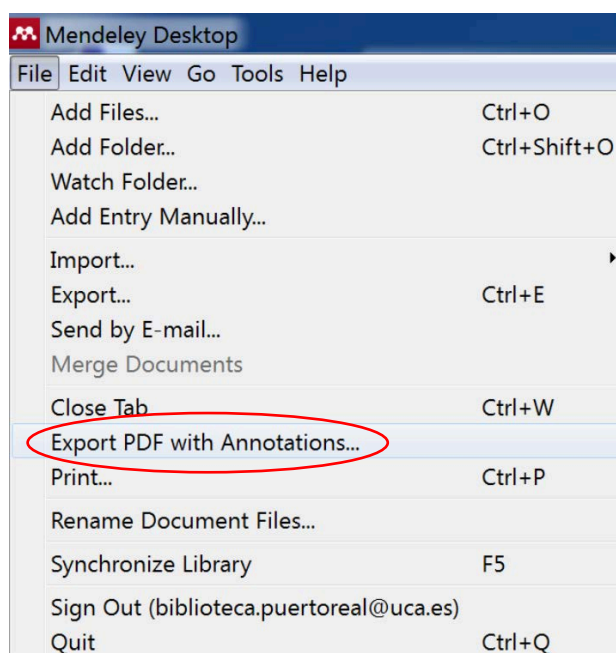 Mendeley Desktop
File Edit View Go Tools Help
Add Files... Ctrl+O
Add Folder... Ctrl+Shift+O
Watch Folder...
Add Entry Manually...
Import...
Export... Ctrl+E
Send by E-mail...
Merge Documents
Close Tab Ctrl+W
Export PDF with Annotations...
Print... Ctrl+P
Rename Document Files...
Synchronize Library F5
Sign Out (biblioteca.puertoreal@uca.es)
Quit Ctrl+Q